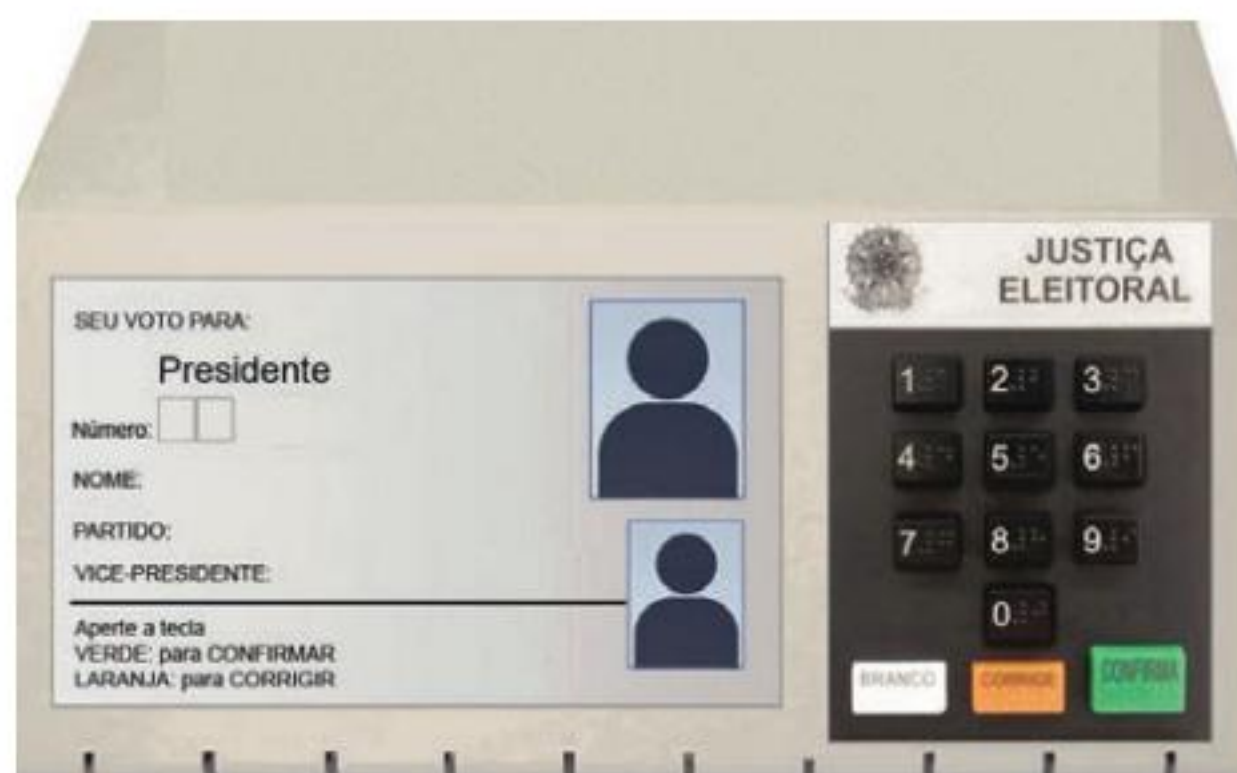 SEU VOTO PARA:
Presidente
Número:
NOME:
PARTIDO:
VICE-PRESIDENTE:
Aperte a tecla
VERDE: para CONFIRMAR
LARANJA: para CORRIGIR
JUSTIÇA
ELEITORAL
1 2 3
4 5 6
7 8 9
0
BRANCO CORRIGE CONFIRMA